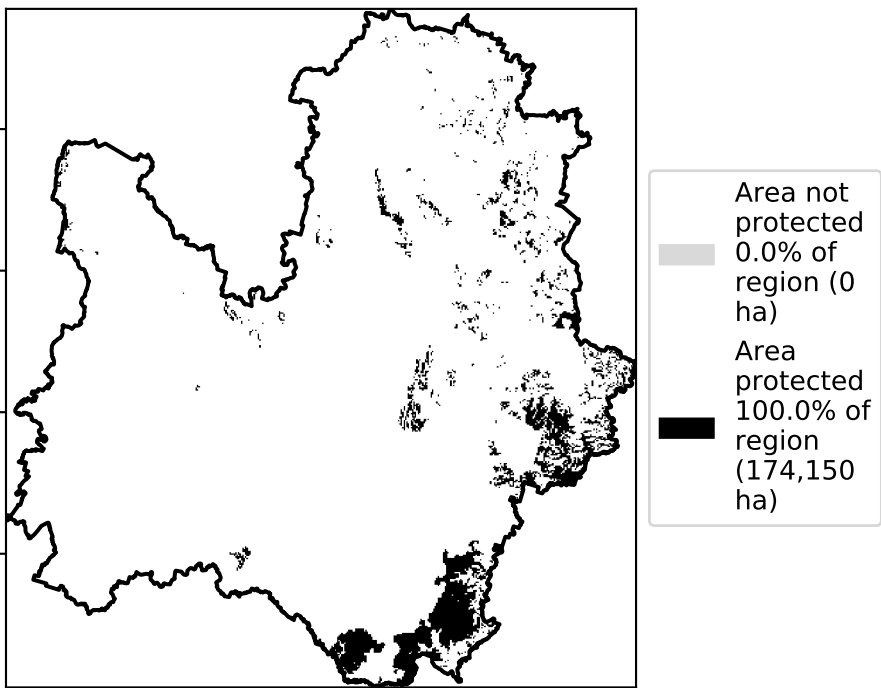 Area not
protected
0.0% of
region (0
ha)
Area
protected
100.0% of
region
(174,150
ha)